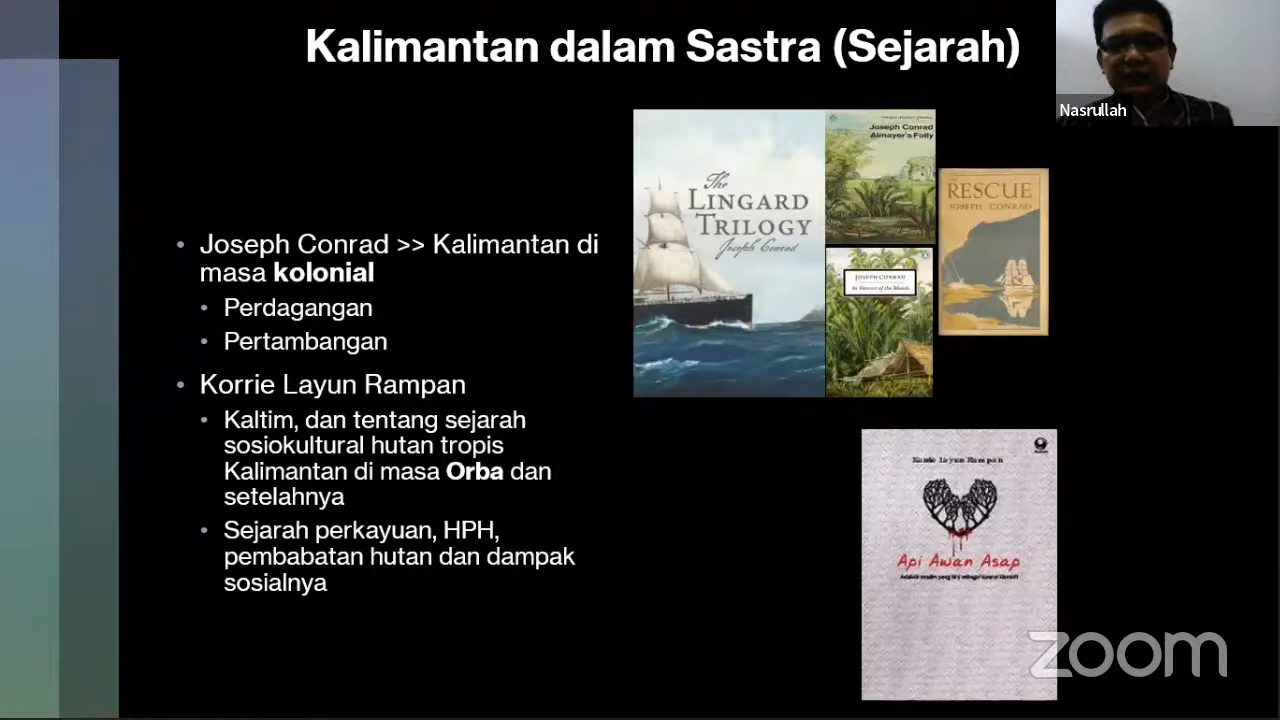 Kalimantan dalam Sastra (Sejarah)
Nasrullah
• Joseph Conrad >> Kalimantan di
masa kolonial
• Perdagangan
• Pertambangan
• Korrie Layun Rampan
• Kaltim, dan tentang sejarah
sosiokultural hutan tropis
Kalimantan di masa Orba dan
setelahnya
• Sejarah perkayuan, HPH,
pembabatan hutan dan dampak
sosialnya
The
LINGARD
TRILOGY
Joseph Conrad
Joseph Conrad
Almayer's Folly
JOSEPH CONRAD
An Outcast of the Islands
RESCUE
JOSEPH CONRAD
Korrie Layun Rampan
Api Awan Asap
zoom